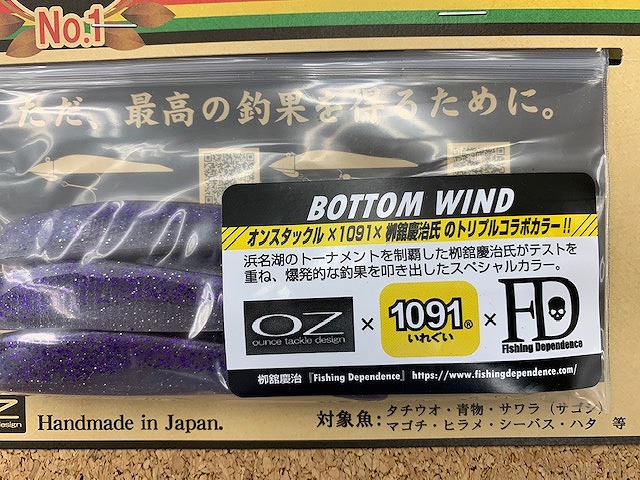 No.1
ただ、最高の釣果を得るために。
BOTTOM WIND
オンスタックル×1091×栁舘慶治氏のトリプルコラボカラー!!
浜名湖のトーナメントを制覇した栁舘慶治氏がテストを
重ね、爆発的な釣果を叩き出したスペシャルカラー。
OZ
ounce tackle design
×
1091®
いれぐい
×
FD
Fishing Dependence
栁舘慶治『Fishing Dependence』https://www.fishingdependence.com/
Handmade in Japan.
対象魚:タチウオ・青物・サワラ(サゴシ)
マゴチ・ヒラメ・シーバス・ハタ 等